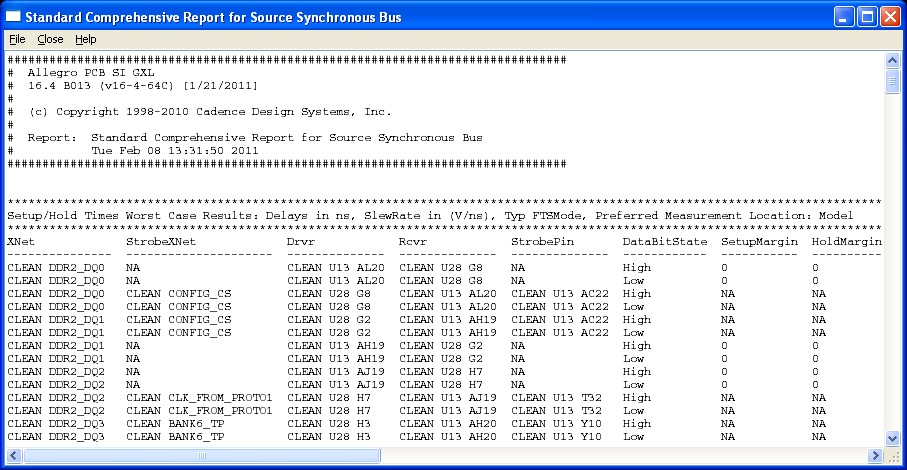 Standard Comprehensive Report for Source Synchronous Bus
File Close Help
################################################################################
#  Allegro PCB SI GXL
#  16.4 B013 (v16-4-64C) [1/21/2011]
#
#  (c) Copyright 1998-2010 Cadence Design Systems, Inc.
#
#  Report:  Standard Comprehensive Report for Source Synchronous Bus
#           Tue Feb 08 13:31:50 2011
################################################################################
*****************************************************************************************************************************
Setup/Hold Times Worst Case Results: Delays in ns, SlewRate in (V/ns), Typ FTSMode, Preferred Measurement Location: Model
*****************************************************************************************************************************
XNet             StrobeXNet             Drvr            Rcvr            StrobePin       DataBitState  SetupMargin  HoldMargin
---------------  ---------------------  --------------  --------------  --------------  ------------  -----------  ----------
CLEAN DDR2_DQ0   NA                     CLEAN U13 AL20  CLEAN U28 G8    NA              High          0            0
CLEAN DDR2_DQ0   NA                     CLEAN U13 AL20  CLEAN U28 G8    NA              Low           0            0
CLEAN DDR2_DQ0   CLEAN CONFIG_CS        CLEAN U28 G8    CLEAN U13 AL20  CLEAN U13 AC22  High          NA           NA
CLEAN DDR2_DQ0   CLEAN CONFIG_CS        CLEAN U28 G8    CLEAN U13 AL20  CLEAN U13 AC22  Low           NA           NA
CLEAN DDR2_DQ1   CLEAN CONFIG_CS        CLEAN U28 G2    CLEAN U13 AH19  CLEAN U13 AC22  High          NA           NA
CLEAN DDR2_DQ1   CLEAN CONFIG_CS        CLEAN U28 G2    CLEAN U13 AH19  CLEAN U13 AC22  Low           NA           NA
CLEAN DDR2_DQ1   NA                     CLEAN U13 AH19  CLEAN U28 G2    NA              High          0            0
CLEAN DDR2_DQ1   NA                     CLEAN U13 AH19  CLEAN U28 G2    NA              Low           0            0
CLEAN DDR2_DQ2   NA                     CLEAN U13 AJ19  CLEAN U28 H7    NA              High          0            0
CLEAN DDR2_DQ2   NA                     CLEAN U13 AJ19  CLEAN U28 H7    NA              Low           0            0
CLEAN DDR2_DQ2   CLEAN CLK_FROM_PROTO1  CLEAN U28 H7    CLEAN U13 AJ19  CLEAN U13 T32   High          NA           NA
CLEAN DDR2_DQ2   CLEAN CLK_FROM_PROTO1  CLEAN U28 H7    CLEAN U13 AJ19  CLEAN U13 T32   Low           NA           NA
CLEAN DDR2_DQ3   CLEAN BANK6_TP         CLEAN U28 H3    CLEAN U13 AH20  CLEAN U13 Y10   High          NA           NA
CLEAN DDR2_DQ3   CLEAN BANK6_TP         CLEAN U28 H3    CLEAN U13 AH20  CLEAN U13 Y10   Low           NA           NA